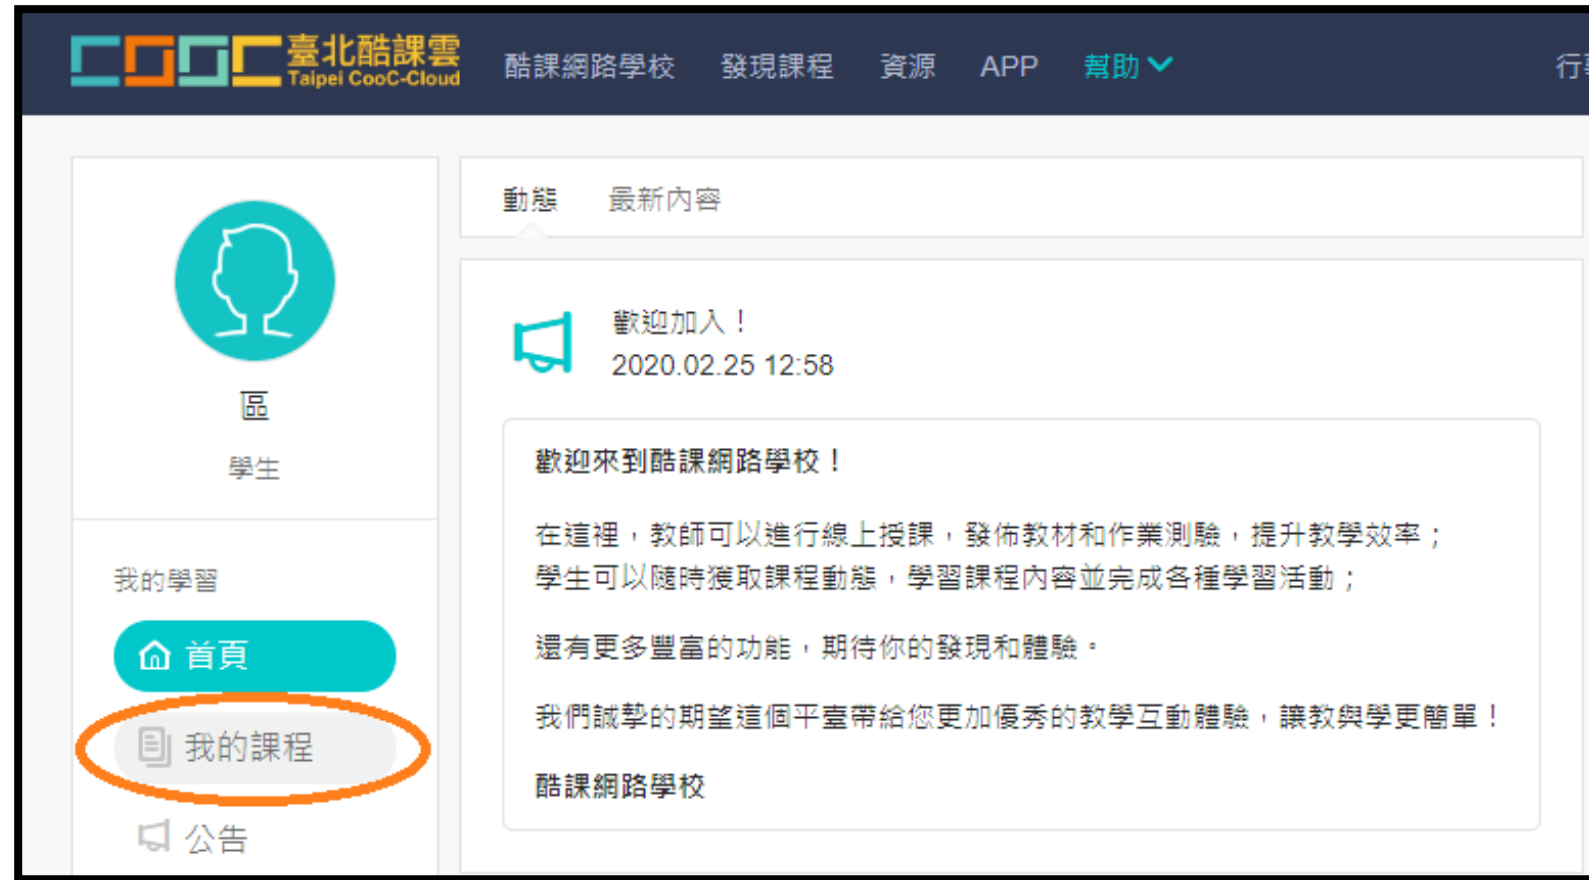 臺北酷課雲
Taipei CooC-Cloud
酷課網路學校 發現課程 資源 APP 幫助
動態 最新內容
區
學生
我的學習
首頁
我的課程
公告
歡迎加入！
2020.02.25 12:58
歡迎來到酷課網路學校！
在這裡，教師可以進行線上授課，發佈教材和作業測驗，提升教學效率；
學生可以隨時獲取課程動態，學習課程內容並完成各種學習活動；
還有更多豐富的功能，期待你的發現和體驗。
我們誠摯的期望這個平臺帶給您更加優秀的教學互動體驗，讓教與學更簡單！
酷課網路學校